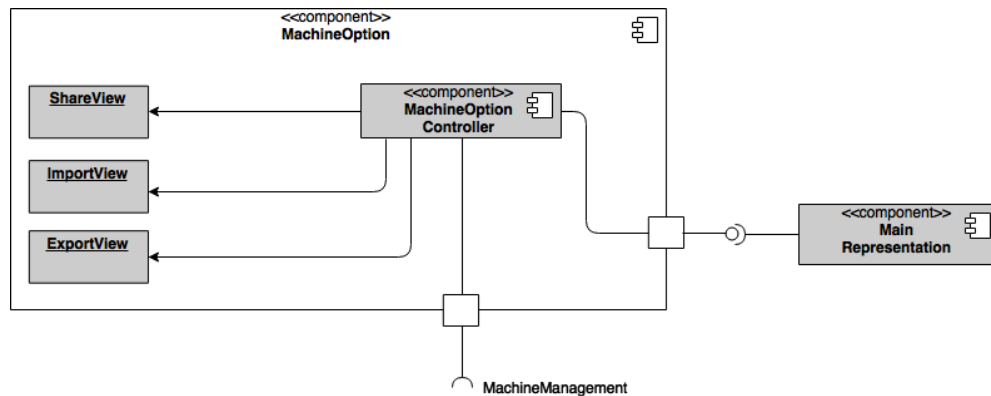 <<component>>
MachineOption
ShareView
<<component>>
MachineOption
Controller
ImportView
ExportView
<<component>>
Main
Representation
MachineManagement